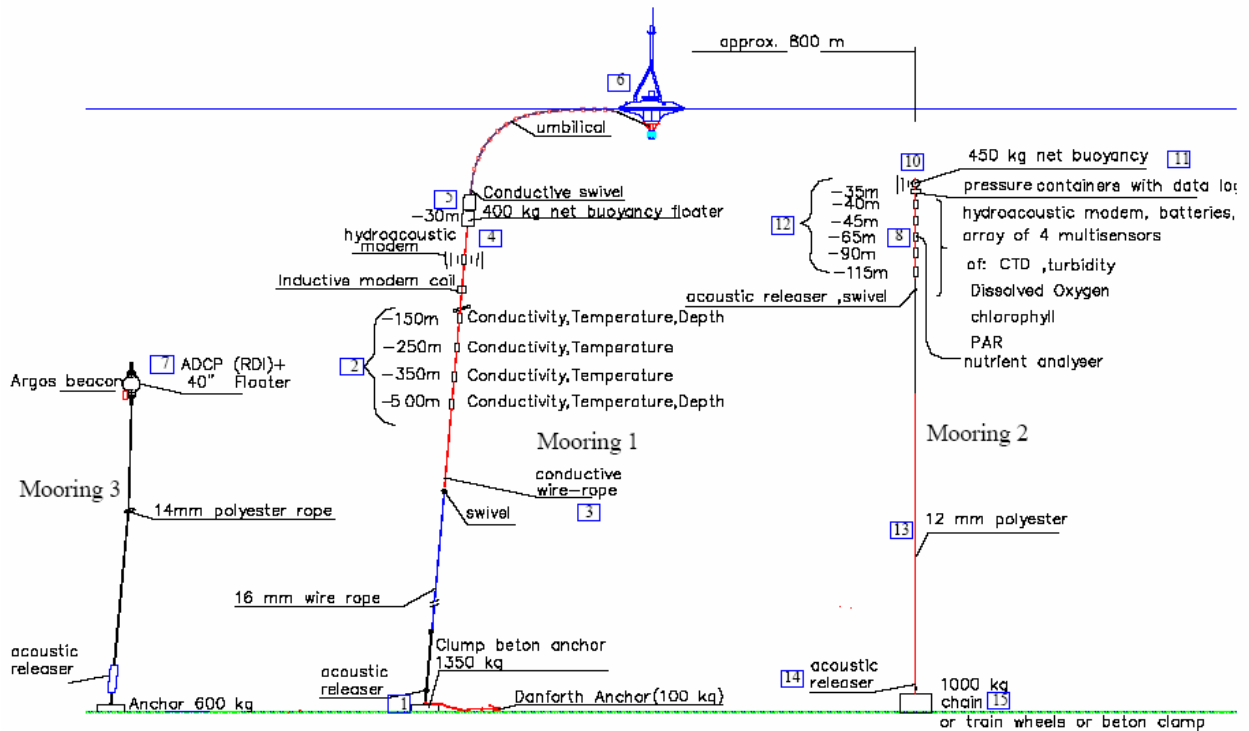 approx. 800 m
6
umbilical
5
Conductive swivel
-30m
400 kg net buoyancy floater
4
hydroacoustic
modem
Inductive modem coil
2
-150m Conductivity,Temperature,Depth
-250m Conductivity,Temperature
-350m Conductivity,Temperature
-500m Conductivity,Temperature,Depth
Mooring 1
conductive
wire-rope
3
swivel
16 mm wire rope
Clump beton anchor
1350 kg
acoustic
releaser
1
Danforth Anchor(100 kg)
7
ADCP (RDI)+
40" Floater
Argos beacon
Mooring 3
14mm polyester rope
acoustic
releaser
Anchor 600 kg
10
450 kg net buoyancy
11
pressure containers with data log
12
-35m
-40m
-45m
-65m
-90m
-115m
8
hydroacoustic modem, batteries,
array of 4 multisensors
of: CTD ,turbidity
Dissolved Oxygen
chlorophyll
PAR
nutrient analyser
acoustic releaser ,swivel
Mooring 2
13
12 mm polyester
14
acoustic
releaser
1000 kg
chain
15
or train wheels or beton clamp